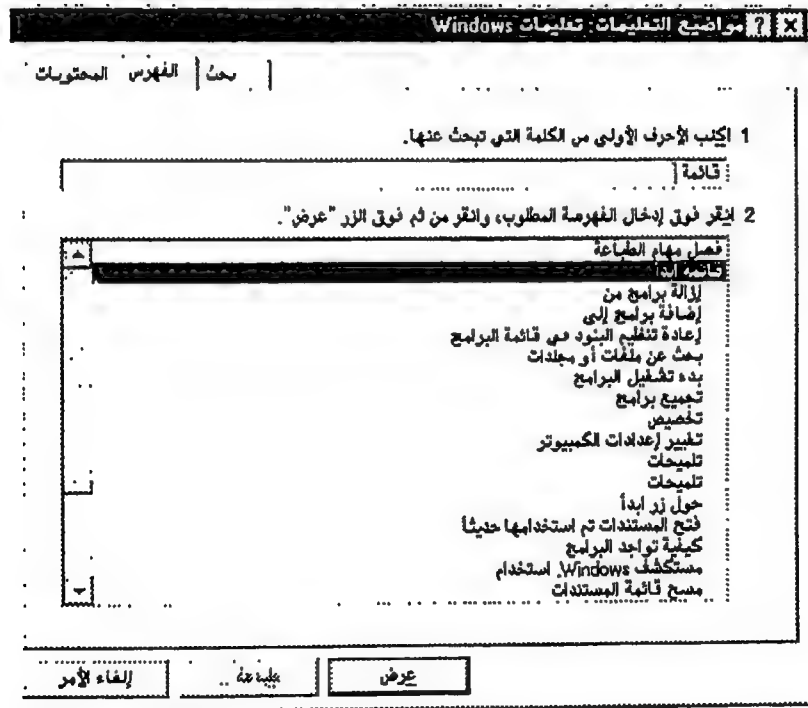 مواضيع التعليمات: تعليمات Windows
المحتويات الفهرس بحث
1 اكتب الأحرف الأولى من الكلمة التي تبحث عنها.
قائمة
2 انقر فوق إدخال الفهرسة المطلوب، وانقر من ثم فوق الزر "عرض".
فصل مهام الطباعة
قائمة ابدأ
إزالة برامج من
إضافة برامج إلى
إعادة تنظيم البنود في قائمة البرامج
بحث عن ملفات أو مجلدات
بدء تشغيل البرامج
تجميع برامج
تخصيص
تغيير إعدادات الكمبيوتر
تلميحات
تلميحات
حول زر ابدأ
فتح المستندات تم استخدامها حديثاً
كيفية تواجد البرامج
مستكشف Windows، استخدام
مسح قائمة المستندات
عرض إلغاء الأمر